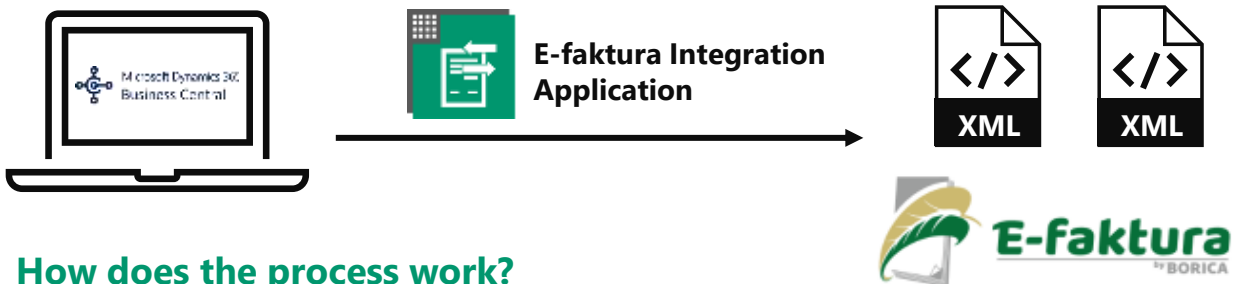 Microsoft Dynamics 365
Business Central
E-faktura Integration
Application
XML
XML
E-Faktura
by BORICA
How does the process work?